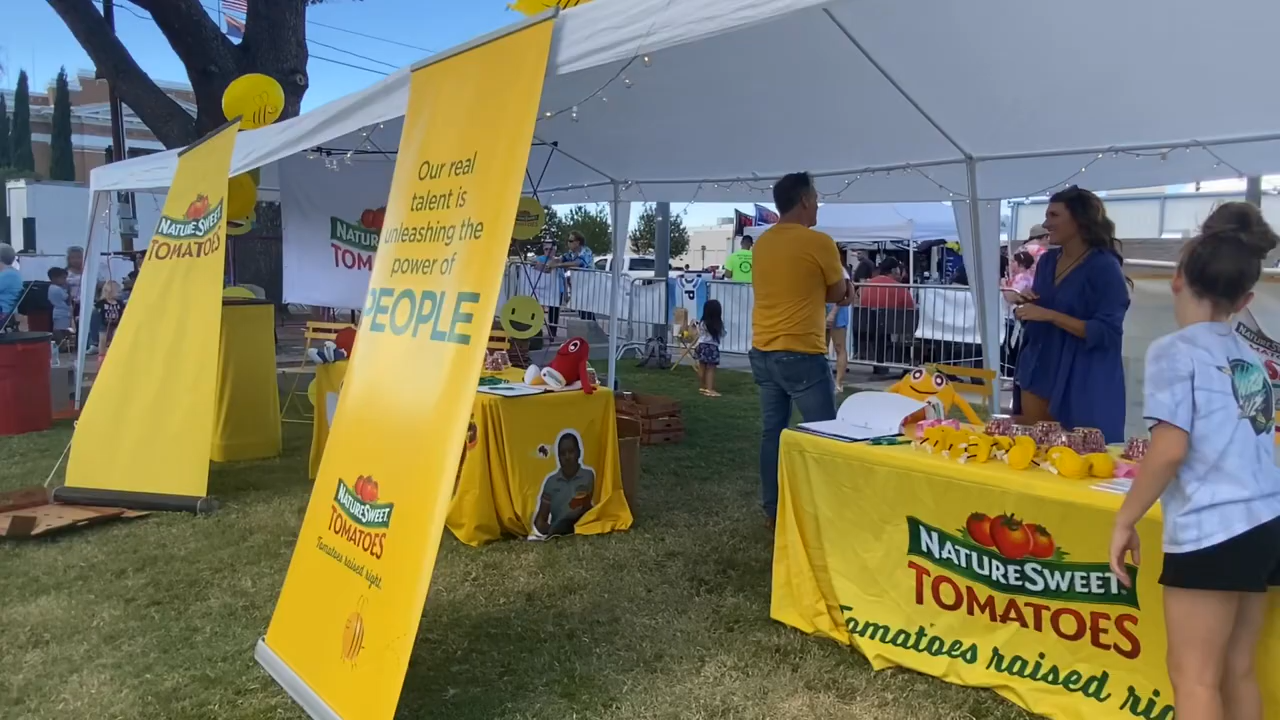 NATURESWEET
TOMATOES
NATURE
TOM
Our real
talent is
unleashing the
power of
PEOPLE
NATURESWEET
TOMATOES
Tomatoes raised right.
NATURESWEET
TOMATOES
Tomatoes raised rig